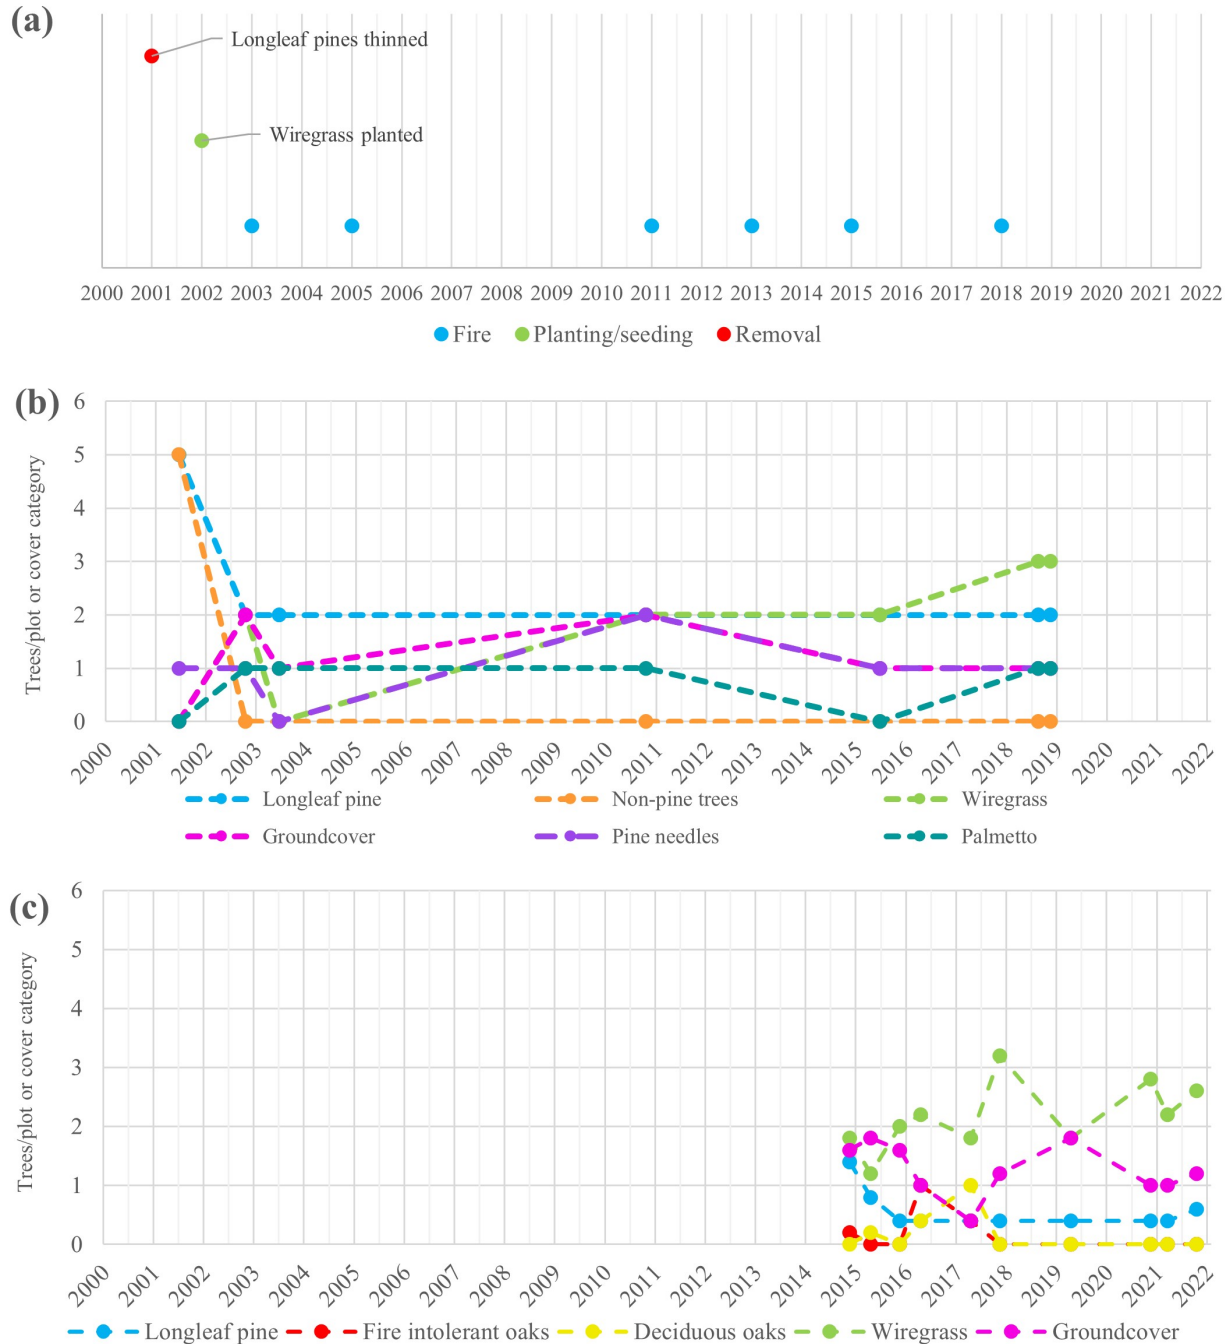 (a)
Longleaf pines thinned
Wiregrass planted
2000 2001 2002 2003 2004 2005 2006 2007 2008 2009 2010 2011 2012 2013 2014 2015 2016 2017 2018 2019 2020 2021 2022
Fire Planting/seeding Removal
(b)
Trees/plot or cover category
6
5
4
3
2
1
0
2000 2001 2002 2003 2004 2005 2006 2007 2008 2009 2010 2011 2012 2013 2014 2015 2016 2017 2018 2019 2020 2021 2022
Longleaf pine Non-pine trees Wiregrass
Groundcover Pine needles Palmetto
(c)
Trees/plot or cover category
6
5
4
3
2
1
0
2000 2001 2002 2003 2004 2005 2006 2007 2008 2009 2010 2011 2012 2013 2014 2015 2016 2017 2018 2019 2020 2021 2022
Longleaf pine Fire intolerant oaks Deciduous oaks Wiregrass Groundcover